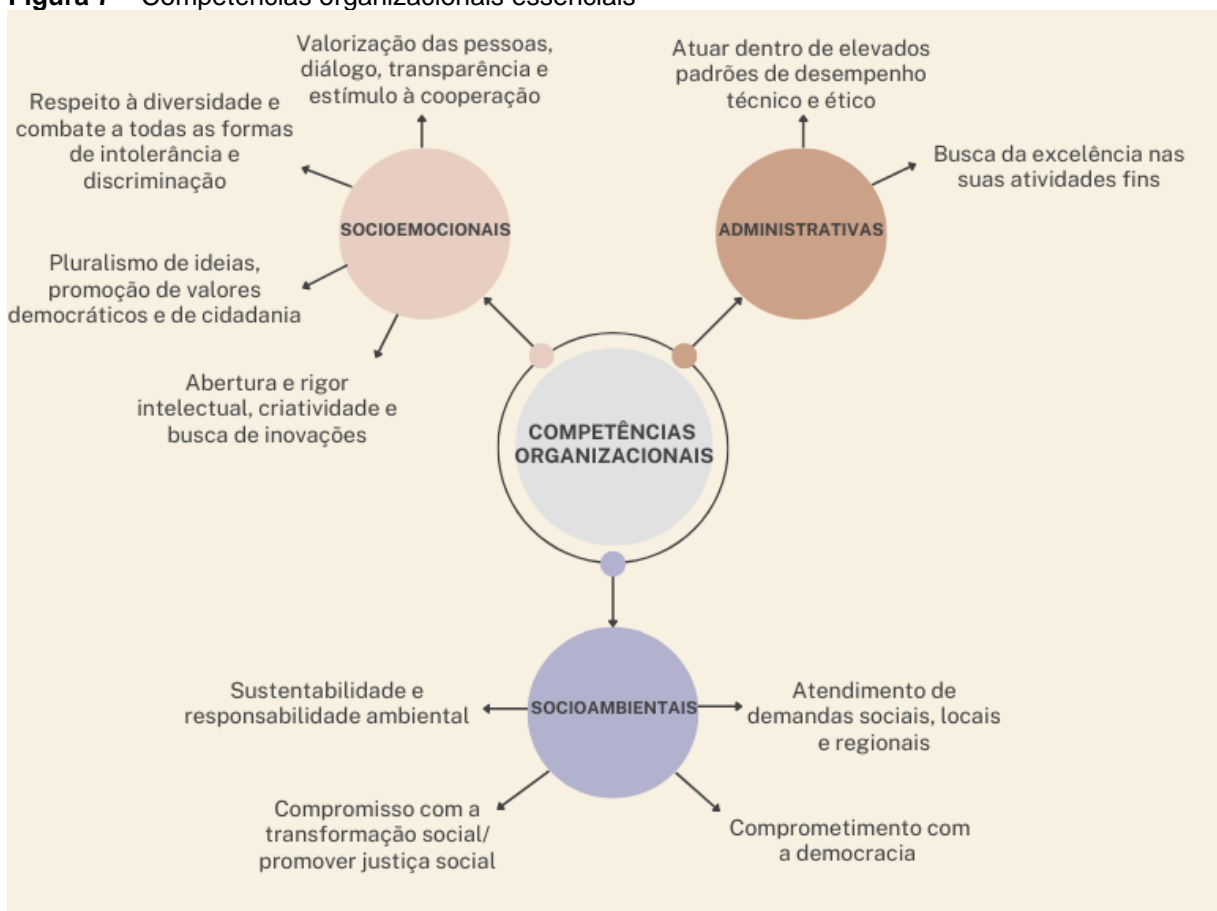 Figura 7 – Competências organizacionais essenciais
Valorização das pessoas,
diálogo, transparência e
estímulo à cooperação
Respeito à diversidade e
combate a todas as formas
de intolerância e
discriminação
SOCIOEMOCIONAIS
Pluralismo de ideias,
promoção de valores
democráticos e de cidadania
Abertura e rigor
intelectual, criatividade e
busca de inovações
Atuar dentro de elevados
padrões de desempenho
técnico e ético
Busca da excelência nas
suas atividades fins
ADMINISTRATIVAS
COMPETÊNCIAS
ORGANIZACIONAIS
SOCIOAMBIENTAIS
Sustentabilidade e
responsabilidade ambiental
Atendimento de
demandas sociais, locais
e regionais
Compromisso com a
transformação social/
promover justiça social
Comprometimento com
a democracia